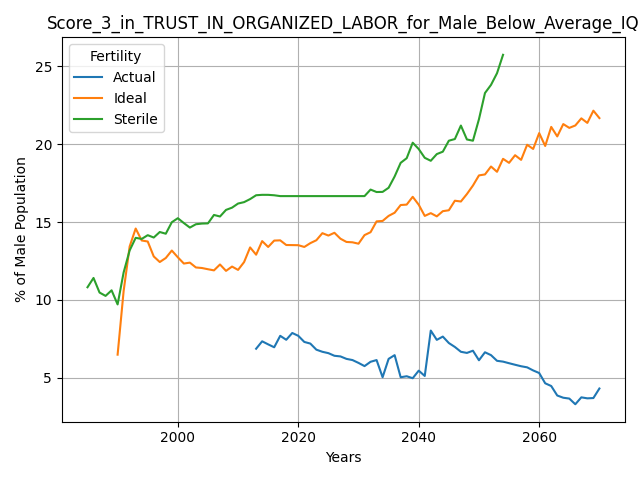 Score_3_in_TRUST_IN_ORGANIZED_LABOR_for_Male_Below_Average_IQ
Fertility
Actual
Ideal
Sterile
25
20
15
10
5
% of Male Population
2000
2020
2040
2060
Years